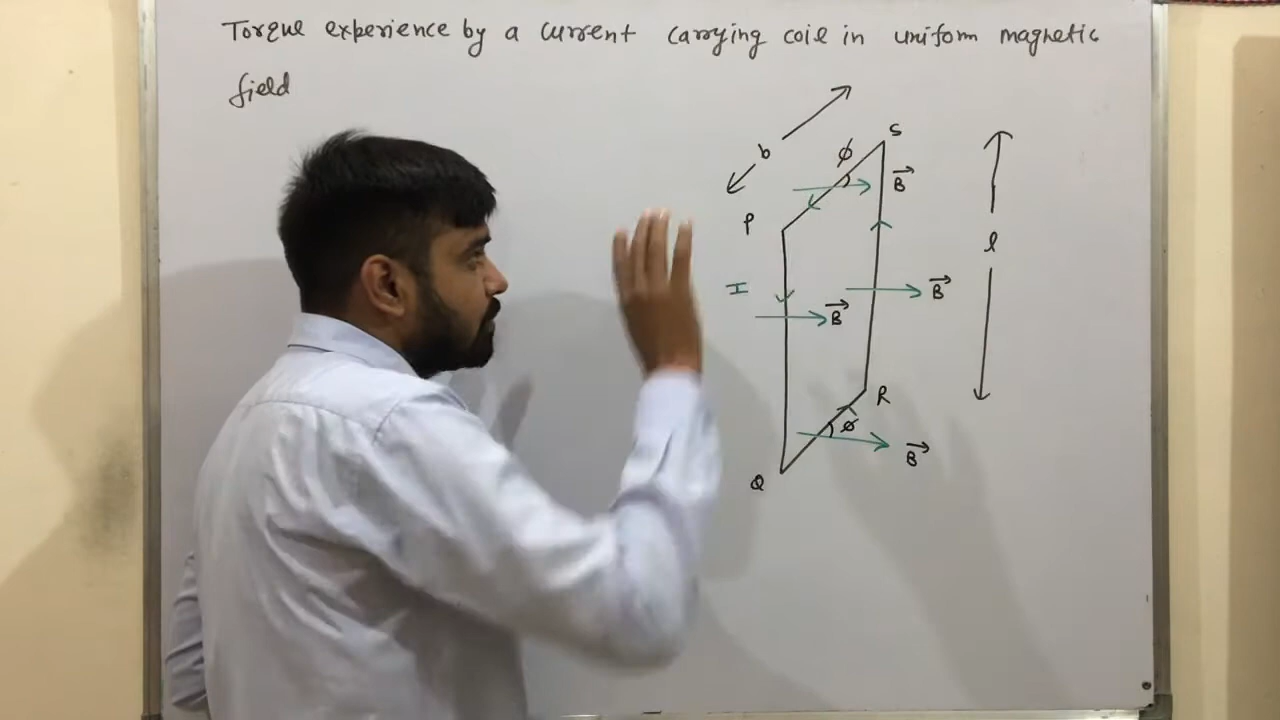 Torque experience by a current carrying coil in uniform magnetic
field
b
ϕ
S
B⃗
P
l
I
B⃗
B⃗
R
ϕ
B⃗
Q